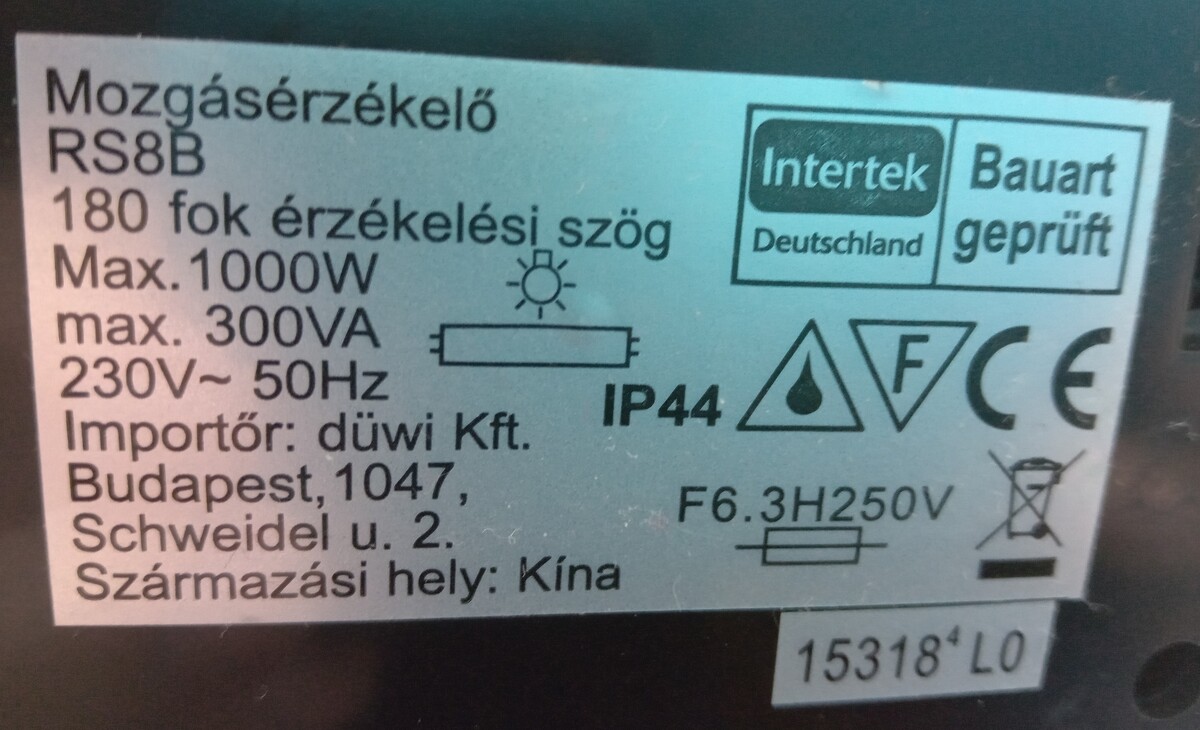 Mozgásérzékelő
RS8B
180 fok érzékelési szög
Max. 1000W
max. 300VA
230V~ 50Hz
Importőr: düwi Kft.
Budapest, 1047,
Schweidel u. 2.
Származási hely: Kína
Intertek
Deutschland
Bauart
geprüft
IP44
F
CE
F6.3H250V
15318⁴ L0